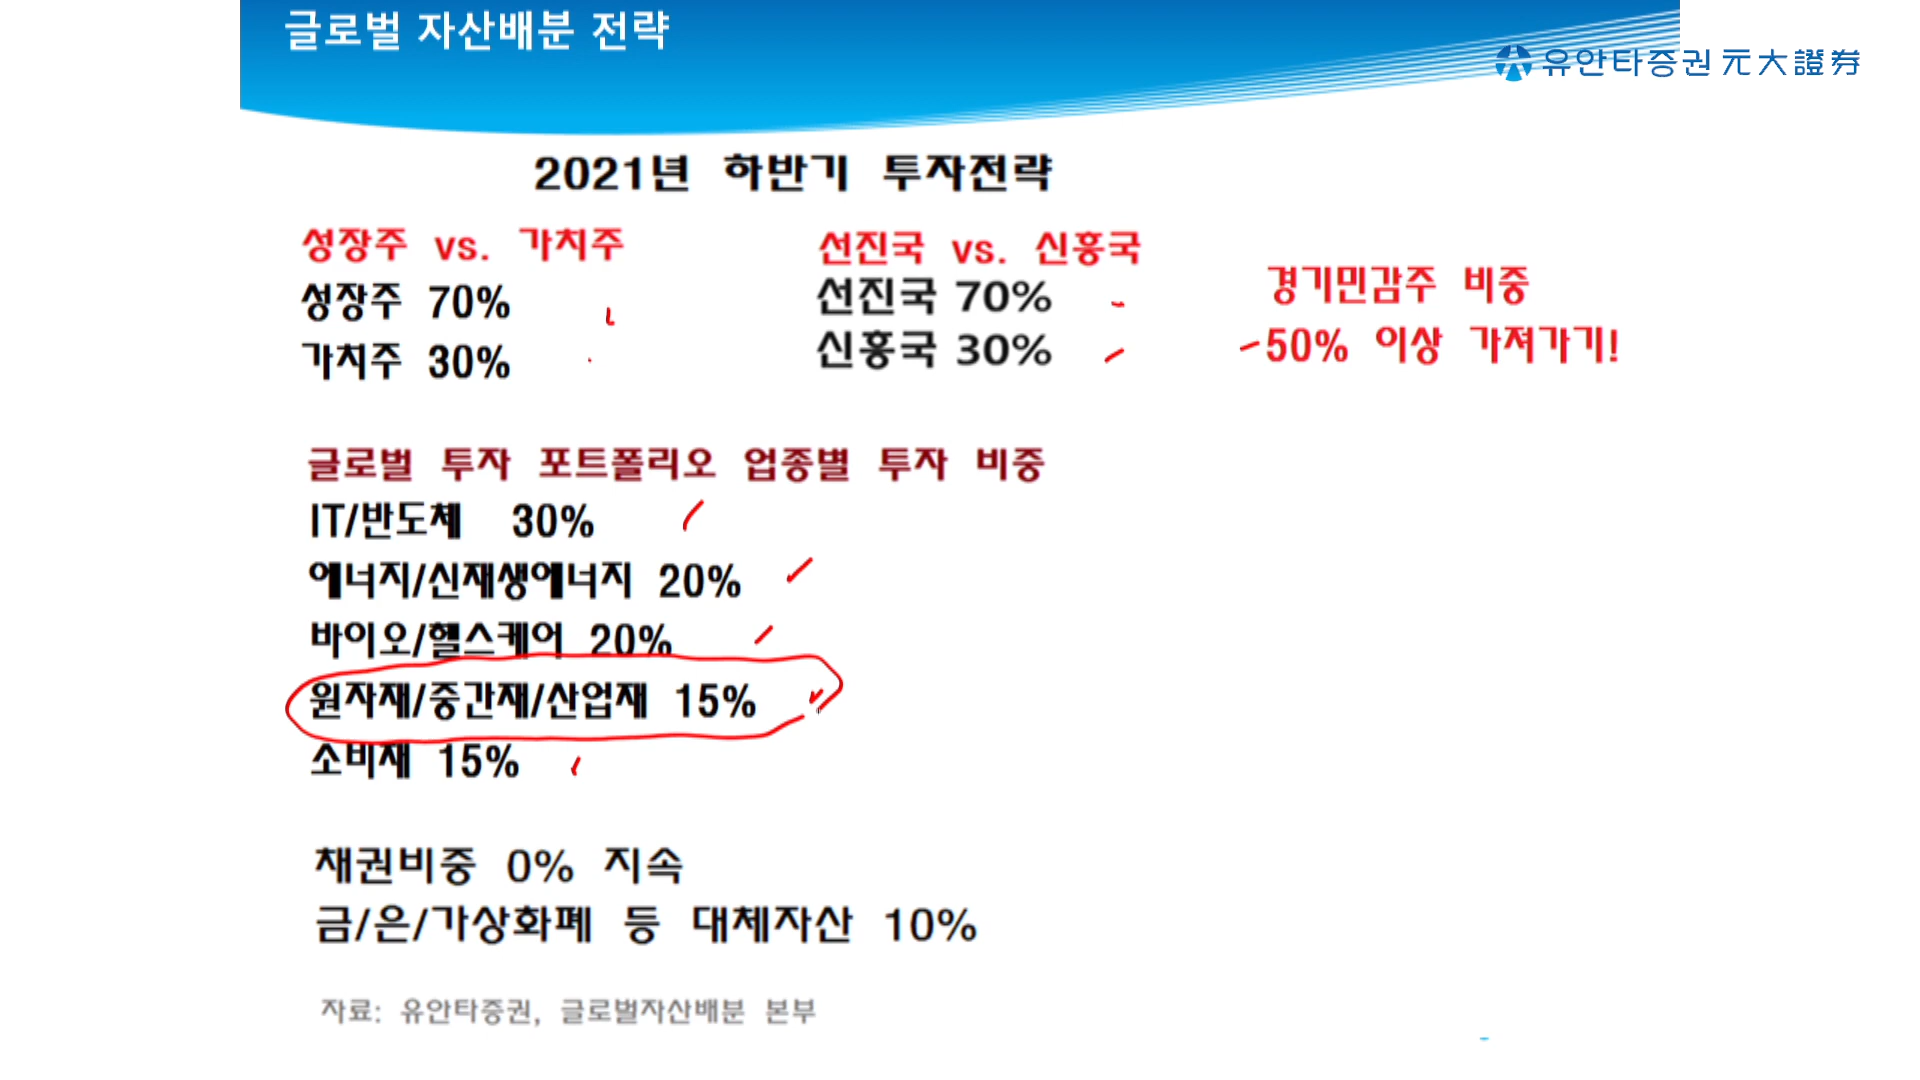 글로벌 자산배분 전략
유안타증권 元大證券
2021년 하반기 투자전략
성장주 vs. 가치주
성장주 70%
가치주 30%
선진국 vs. 신흥국
선진국 70%
신흥국 30%
경기민감주 비중
50% 이상 가져가기!
글로벌 투자 포트폴리오 업종별 투자 비중
IT/반도체 30%
에너지/신재생에너지 20%
바이오/헬스케어 20%
원자재/중간재/산업재 15%
소비재 15%
채권비중 0% 지속
금/은/가상화폐 등 대체자산 10%
자료: 유안타증권, 글로벌자산배분 본부